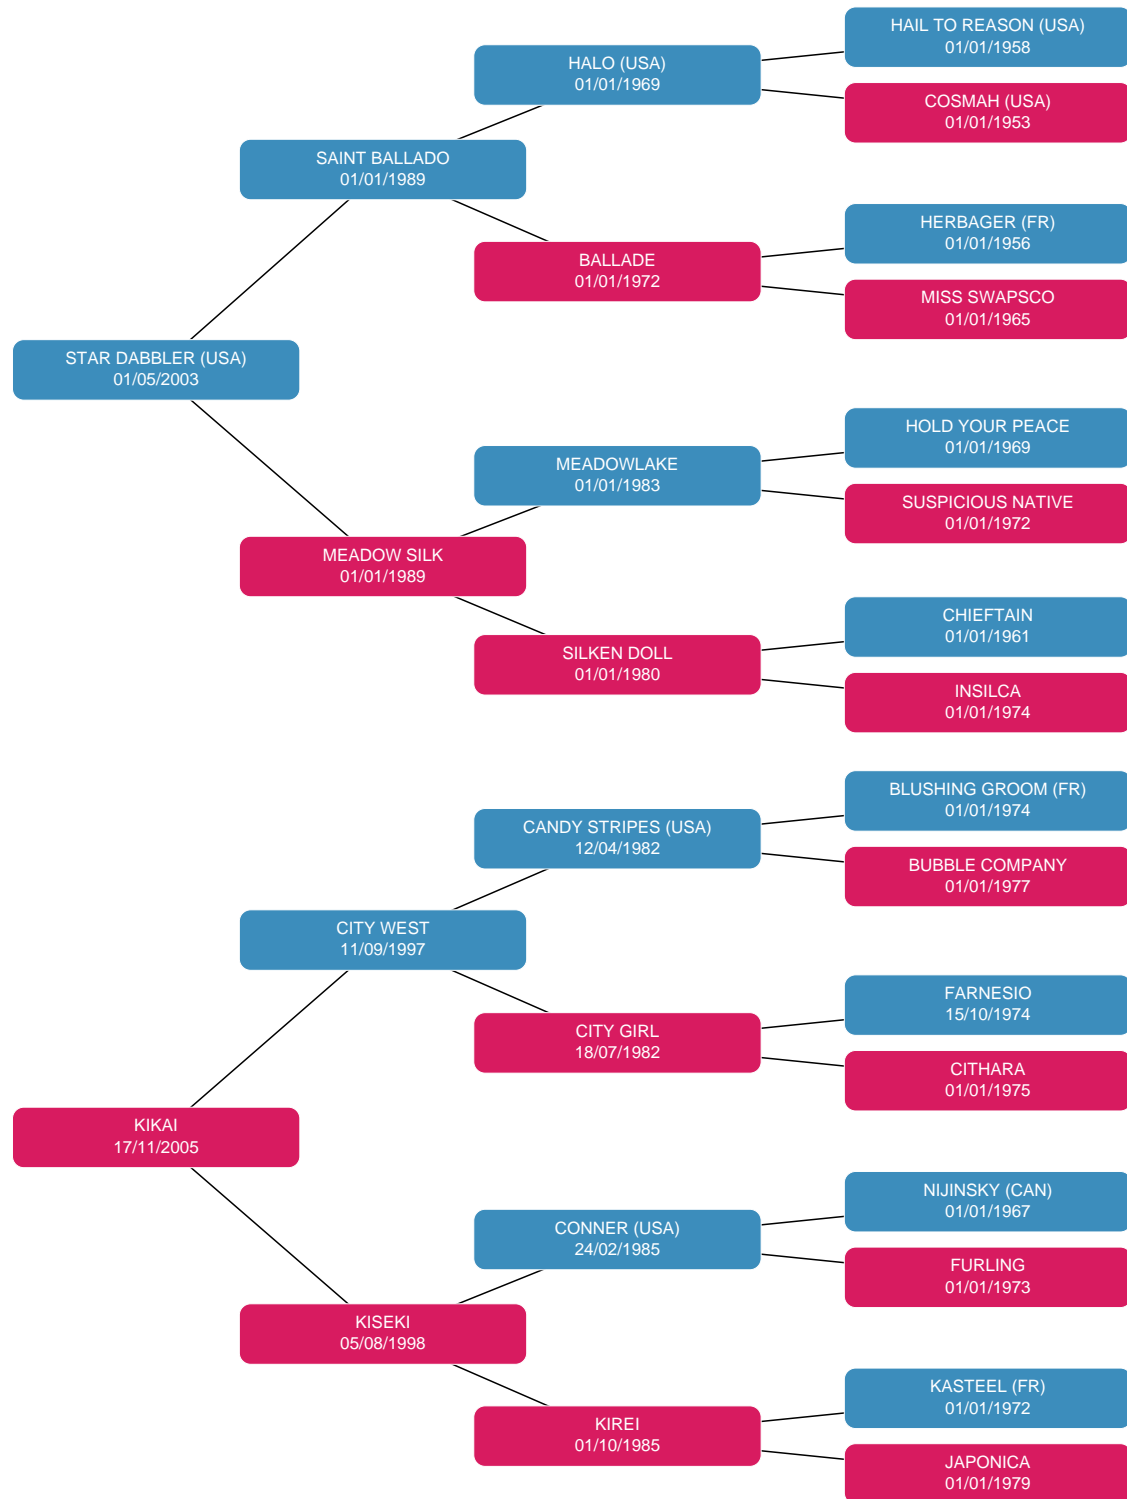 HAIL TO REASON (USA)
01/01/1958
HALO (USA)
01/01/1969
COSMAH (USA)
01/01/1953
SAINT BALLADO
01/01/1989
HERBAGER (FR)
01/01/1956
BALLADE
01/01/1972
MISS SWAPSCO
01/01/1965
STAR DABBLER (USA)
01/05/2003
HOLD YOUR PEACE
01/01/1969
MEADOWLAKE
01/01/1983
SUSPICIOUS NATIVE
01/01/1972
MEADOW SILK
01/01/1989
CHIEFTAIN
01/01/1961
SILKEN DOLL
01/01/1980
INSILCA
01/01/1974
BLUSHING GROOM (FR)
01/01/1974
CANDY STRIPES (USA)
12/04/1982
BUBBLE COMPANY
01/01/1977
CITY WEST
11/09/1997
FARNESIO
15/10/1974
CITY GIRL
18/07/1982
CITHARA
01/01/1975
KIKAI
17/11/2005
NIJINSKY (CAN)
01/01/1967
CONNER (USA)
24/02/1985
FURLING
01/01/1973
KISEKI
05/08/1998
KASTEEL (FR)
01/01/1972
KIREI
01/10/1985
JAPONICA
01/01/1979